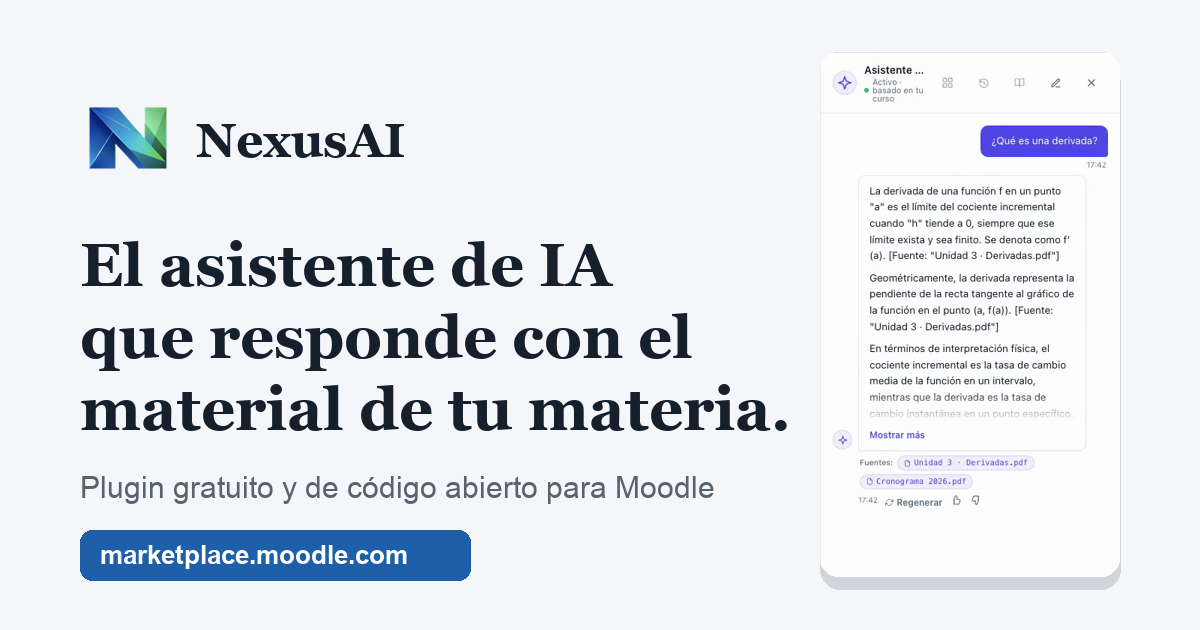 NexusAI
El asistente de IA
que responde con el
material de tu materia.
Plugin gratuito y de código abierto para Moodle
marketplace.moodle.com
Asistente ...
Activo ·
basado en tu
curso
¿Qué es una derivada?
17:42
La derivada de una función f en un punto
"a" es el límite del cociente incremental
cuando "h" tiende a 0, siempre que ese
límite exista y sea finito. Se denota como f'
(a). [Fuente: "Unidad 3 · Derivadas.pdf"]
Geométricamente, la derivada representa la
pendiente de la recta tangente al gráfico de
la función en el punto (a, f(a)). [Fuente:
"Unidad 3 · Derivadas.pdf"]
En términos de interpretación física, el
cociente incremental es la tasa de cambio
media de la función en un intervalo,
mientras que la derivada es la tasa de
cambio instantánea en un punto específico.
Mostrar más
Fuentes: Unidad 3 · Derivadas.pdf
Cronograma 2026.pdf
17:42 Regenerar